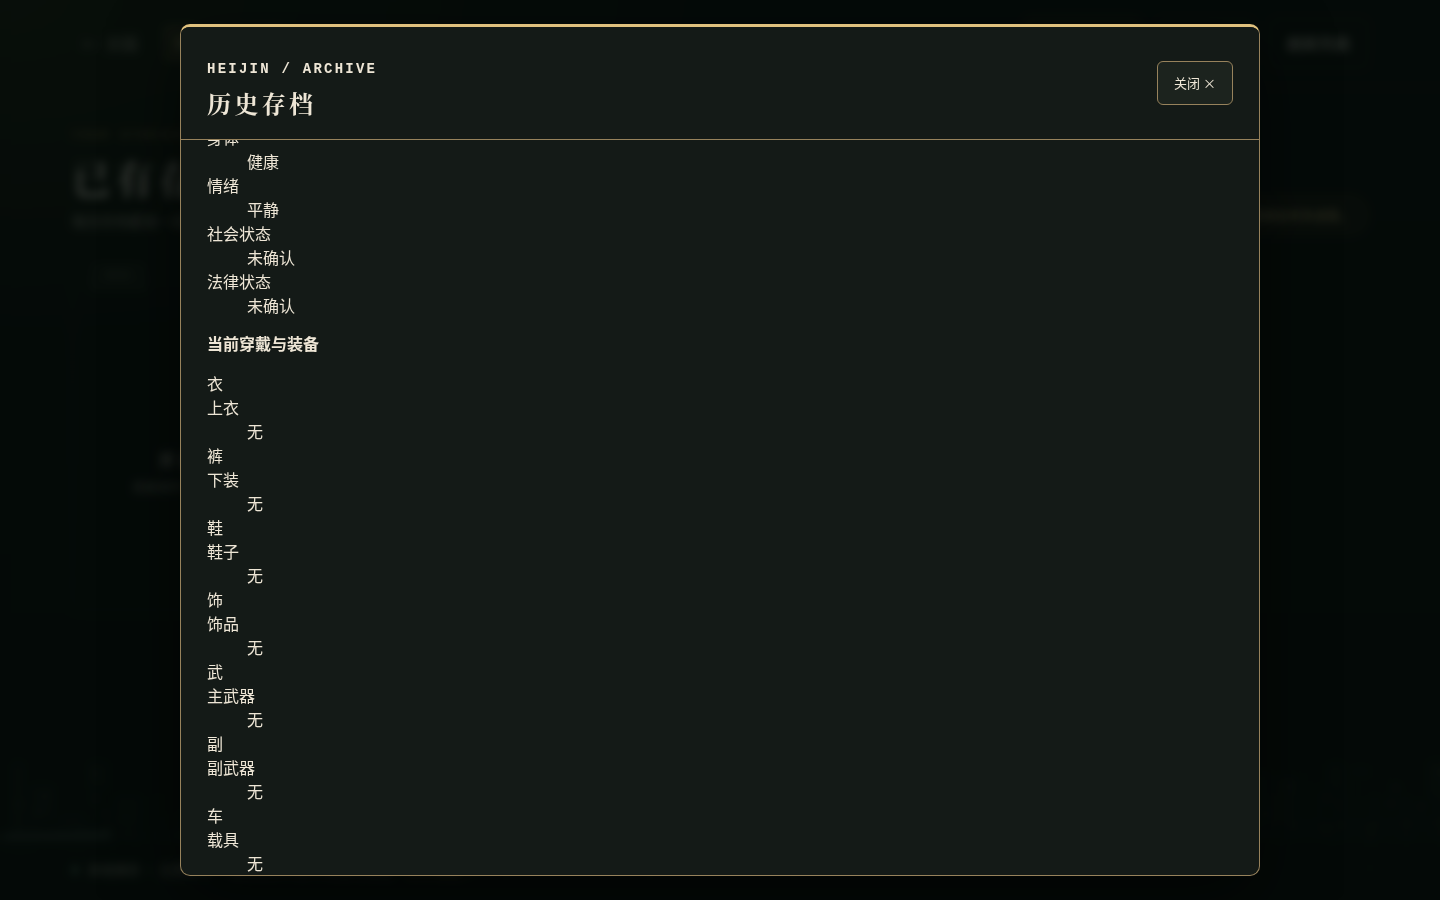 HEIJIN / ARCHIVE
历史存档
关闭 ×
身体
健康
情绪
平静
社会状态
未确认
法律状态
未确认
当前穿戴与装备
衣
上衣
无
裤
下装
无
鞋
鞋子
无
饰
饰品
无
武
主武器
无
副
副武器
无
车
载具
无